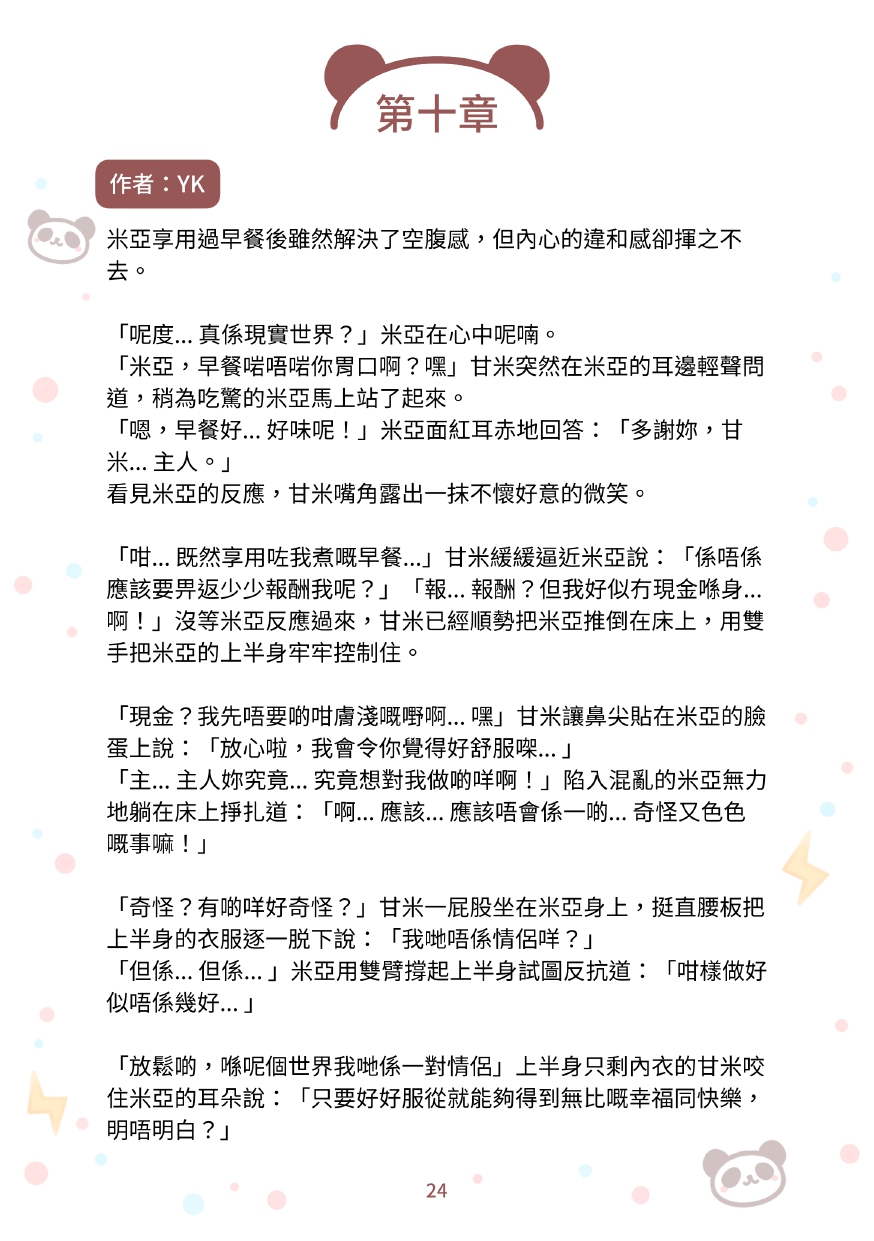 第十章
作者：YK
米亞享用過早餐後雖然解決了空腹感，但內心的違和感卻揮之不
去。
「呢度... 真係現實世界？」米亞在心中呢喃。
「米亞，早餐啱唔啱你胃口啊？嘿」甘米突然在米亞的耳邊輕聲問
道，稍為吃驚的米亞馬上站了起來。
「嗯，早餐好... 好味呢！」米亞面紅耳赤地回答：「多謝妳，甘
米... 主人。」
看見米亞的反應，甘米嘴角露出一抹不懷好意的微笑。
「咁... 既然享用咗我煮嘅早餐...」甘米緩緩逼近米亞說：「係唔係
應該要畀返少少報酬我呢？」「報... 報酬？但我好似冇現金喺身...
啊！」沒等米亞反應過來，甘米已經順勢把米亞推倒在床上，用雙
手把米亞的上半身牢牢控制住。
「現金？我先唔要啲咁膚淺嘅嘢啊... 嘿」甘米讓鼻尖貼在米亞的臉
蛋上說：「放心啦，我會令你覺得好舒服㗎... 」
「主... 主人妳究竟... 究竟想對我做啲咩啊！」陷入混亂的米亞無力
地躺在床上掙扎道：「啊... 應該... 應該唔會係一啲... 奇怪又色色
嘅事嘛！」
「奇怪？有啲咩好奇怪？」甘米一屁股坐在米亞身上，挺直腰板把
上半身的衣服逐一脱下說：「我哋唔係情侶咩？」
「但係... 但係... 」米亞用雙臂撐起上半身試圖反抗道：「咁樣做好
似唔係幾好... 」
「放鬆啲，喺呢個世界我哋係一對情侶」上半身只剩內衣的甘米咬
住米亞的耳朵說：「只要好好服從就能夠得到無比嘅幸福同快樂，
明唔明白？」
24